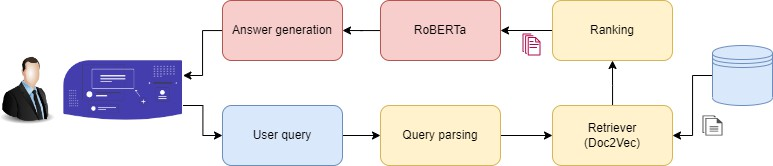 Answer generation
RoBERTa
Ranking
User query
Query parsing
Retriever
(Doc2Vec)